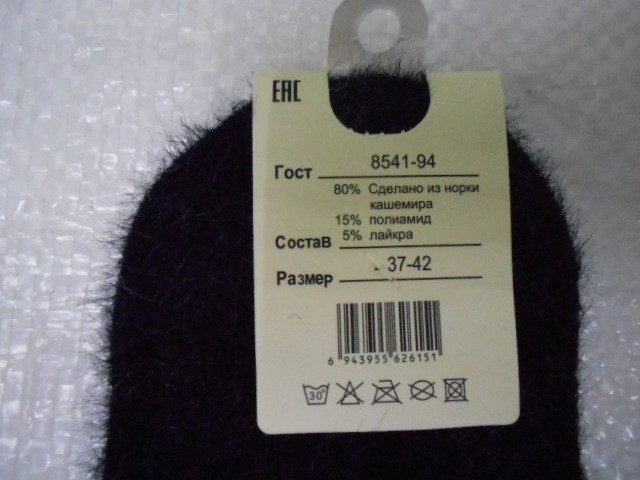 EAC
Гост 8541-94
80% Сделано из норки
кашемира
15% полиамид
Состав 5% лайкра
Размер 37-42
6 943955 626151
30°